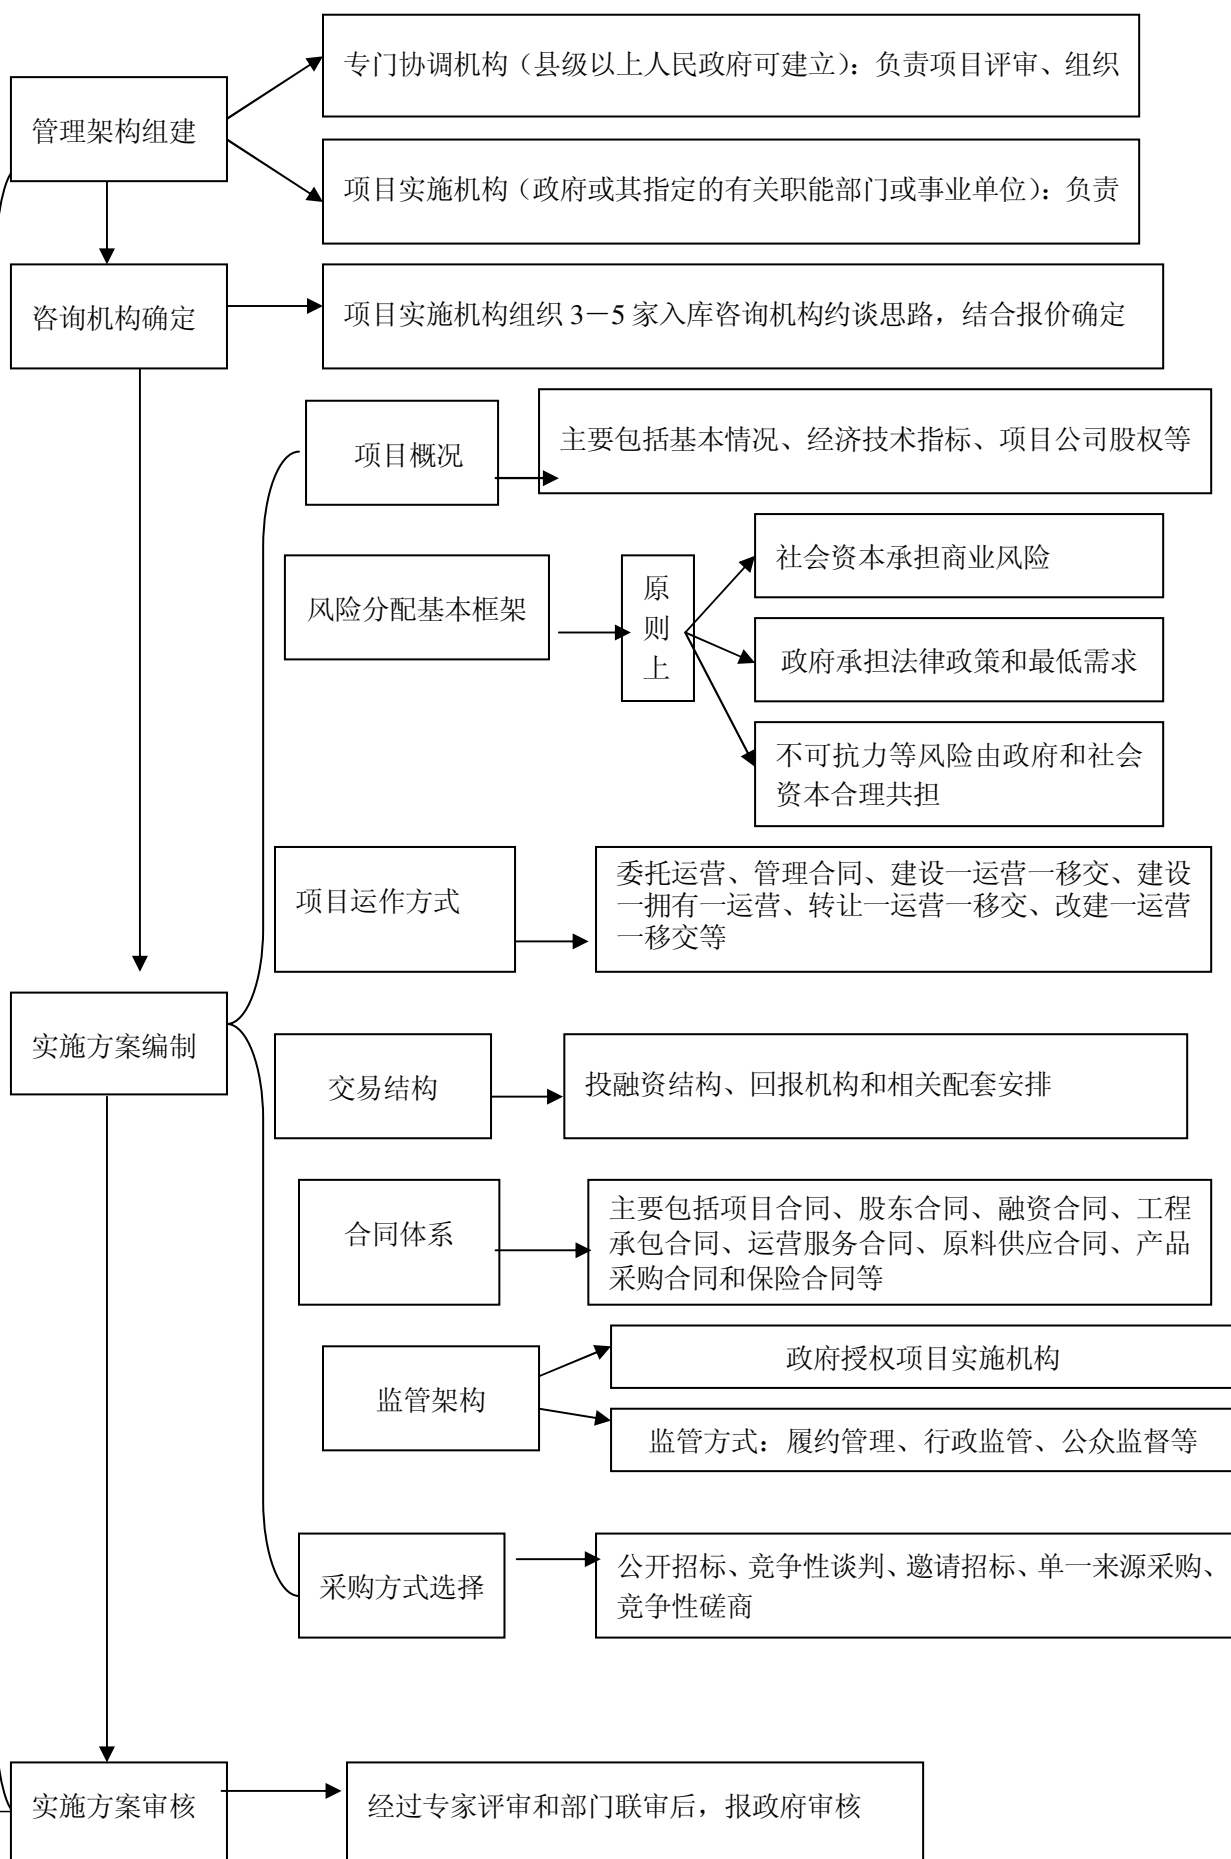 专门协调机构（县级以上人民政府可建立）：负责项目评审、组织
管理架构组建
项目实施机构（政府或其指定的有关职能部门或事业单位）：负责
咨询机构确定
项目实施机构组织 3－5 家入库咨询机构约谈思路，结合报价确定
项目概况
主要包括基本情况、经济技术指标、项目公司股权等
风险分配基本框架
原
则
上
社会资本承担商业风险
政府承担法律政策和最低需求
不可抗力等风险由政府和社会
资本合理共担
项目运作方式
委托运营、管理合同、建设一运营一移交、建设
一拥有一运营、转让一运营一移交、改建一运营
一移交等
实施方案编制
交易结构
投融资结构、回报机构和相关配套安排
合同体系
主要包括项目合同、股东合同、融资合同、工程
承包合同、运营服务合同、原料供应合同、产品
采购合同和保险合同等
监管架构
政府授权项目实施机构
监管方式：履约管理、行政监管、公众监督等
采购方式选择
公开招标、竞争性谈判、邀请招标、单一来源采购、
竞争性磋商
实施方案审核
经过专家评审和部门联审后，报政府审核